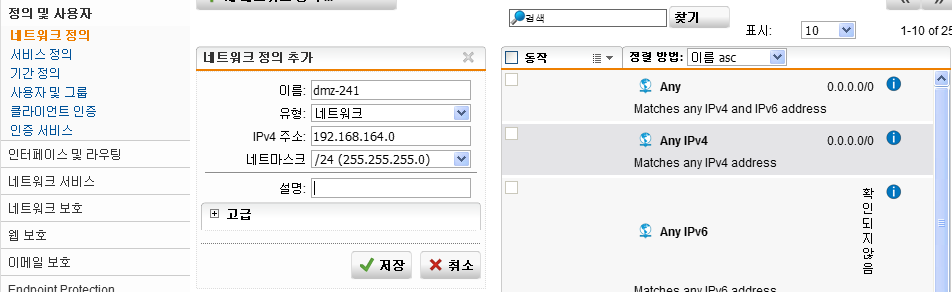 정의 및 사용자
네트워크 정의
서비스 정의
기간 정의
사용자 및 그룹
클라이언트 인증
인증 서비스
인터페이스 및 라우팅
네트워크 서비스
네트워크 보호
웹 보호
이메일 보호
Endpoint Protection
네트워크 정의 추가
이름: dmz-241
유형: 네트워크
IPv4 주소: 192.168.164.0
네트마스크 /24 (255.255.255.0)
설명:
고급
저장 취소
검색 찾기
표시: 10 1-10 of 25
동작 정렬 방법: 이름 asc
Any 0.0.0.0/0
Matches any IPv4 and IPv6 address
Any IPv4 0.0.0.0/0
Matches any IPv4 address
Any IPv6
확
인
되
지
않
음
Matches any IPv6 address